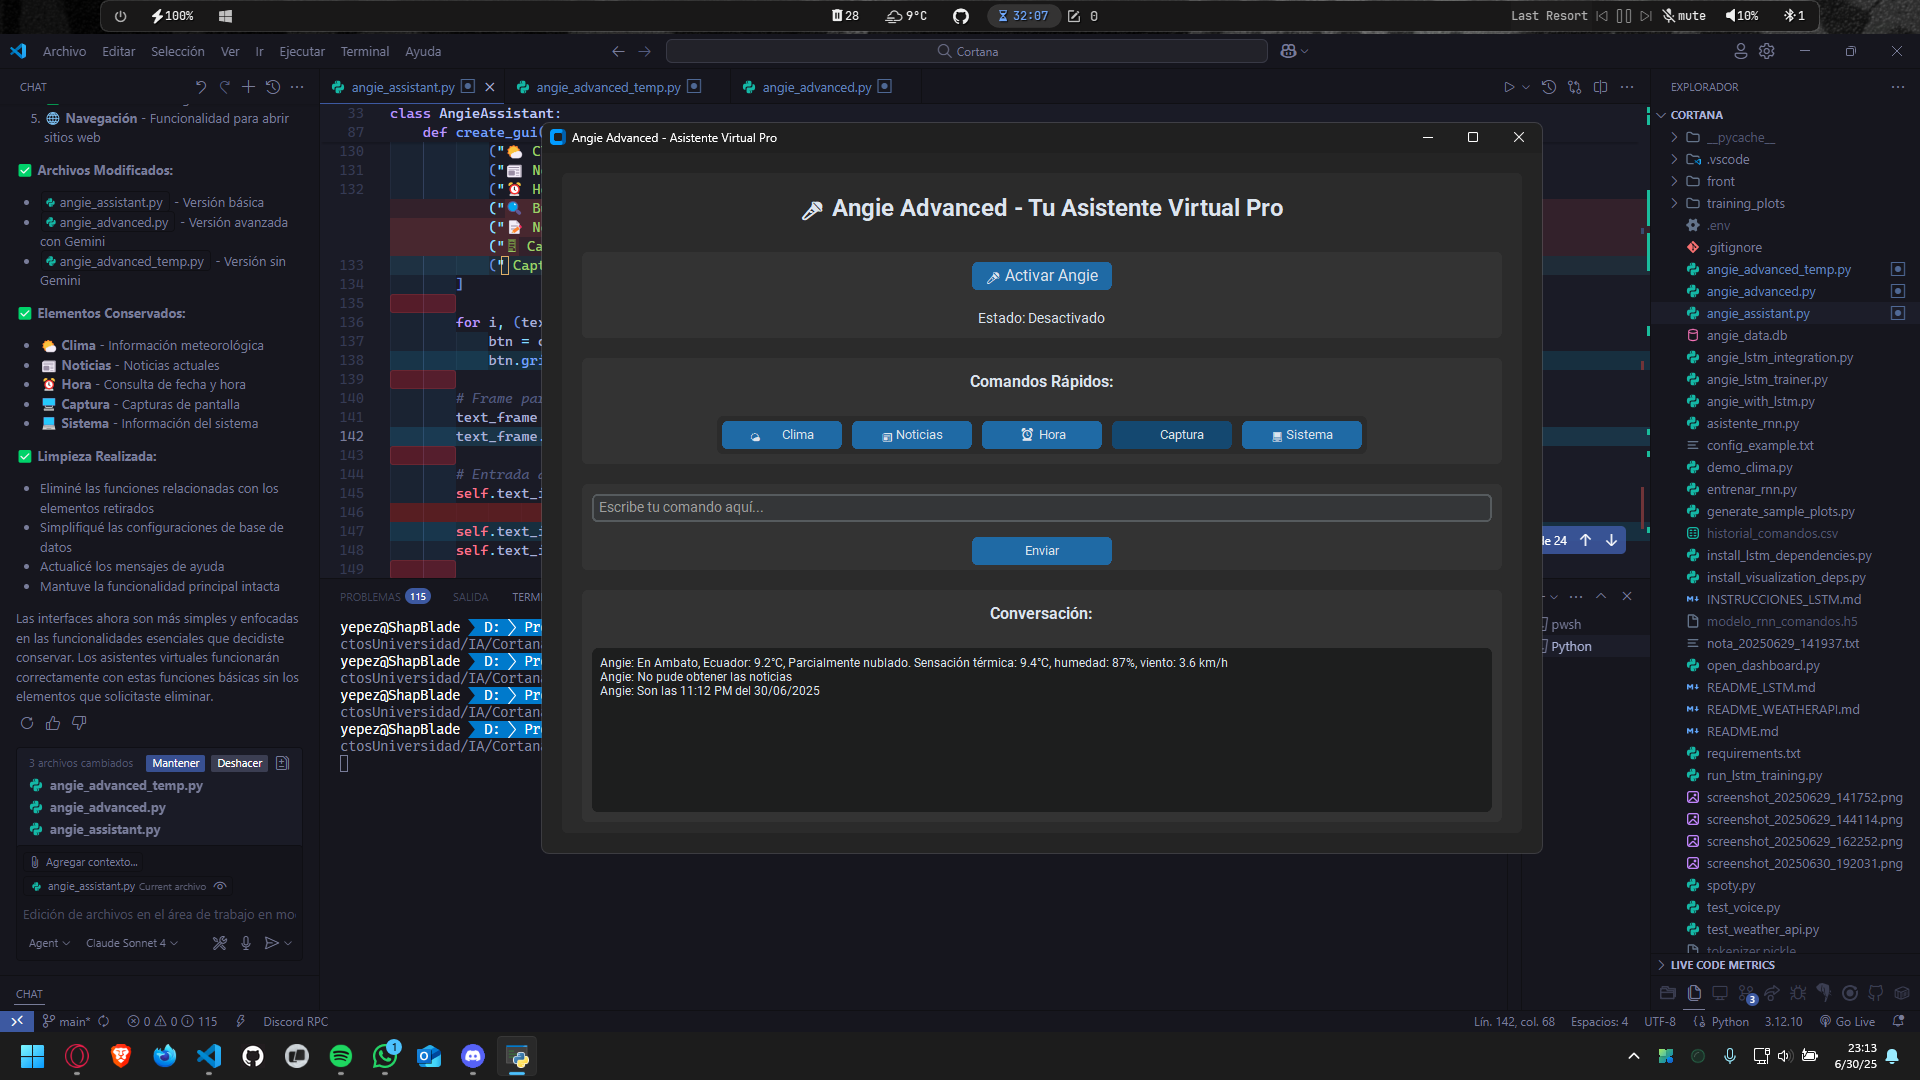 100%
28
9°C
32:07
0
Last Resort
mute
10%
1
Archivo Editar Selección Ver Ir Ejecutar Terminal Ayuda
Cortana
CHAT
5. 🌐 Navegación - Funcionalidad para abrir
sitios web
✅ Archivos Modificados:
angie_assistant.py - Versión básica
angie_advanced.py - Versión avanzada
con Gemini
angie_advanced_temp.py - Versión sin
Gemini
✅ Elementos Conservados:
Clima - Información meteorológica
Noticias - Noticias actuales
Hora - Consulta de fecha y hora
Captura - Capturas de pantalla
Sistema - Información del sistema
✅ Limpieza Realizada:
Eliminé las funciones relacionadas con los
elementos retirados
Simplifiqué las configuraciones de base de
datos
Actualicé los mensajes de ayuda
Mantuve la funcionalidad principal intacta
Las interfaces ahora son más simples y enfocadas
en las funcionalidades esenciales que decidiste
conservar. Los asistentes virtuales funcionarán
correctamente con estas funciones básicas sin los
elementos que solicitaste eliminar.
3 archivos cambiados Mantener Deshacer
angie_advanced_temp.py
angie_advanced.py
angie_assistant.py
Agregar contexto...
angie_assistant.py Current archivo
Edición de archivos en el área de trabajo en mo
Agent Claude Sonnet 4
CHAT
angie_assistant.py angie_advanced_temp.py angie_advanced.py
33 class AngieAssistant:
87 def create_gui(
130 ("⛅ C
131 ("📰 N
132 ("⏰ H
("🔍 B
("📝 N
("🖥 Ca
133 (" Capt
134 ]
135
136 for i, (tex
137 btn = c
138 btn.gri
139
140 # Frame par
141 text_frame
142 text_frame.
143
144 # Entrada d
145 self.text_i
146
147 self.text_i
148 self.text_i
149
PROBLEMAS 115 SALIDA TERM
yepez@ShapBlade D: Pr
ctosUniversidad/IA/Cortana
yepez@ShapBlade D: Pr
ctosUniversidad/IA/Cortana
yepez@ShapBlade D: Pr
ctosUniversidad/IA/Cortana
yepez@ShapBlade D: Pr
ctosUniversidad/IA/Cortana
Angie Advanced - Asistente Virtual Pro
🎤 Angie Advanced - Tu Asistente Virtual Pro
🎤 Activar Angie
Estado: Desactivado
Comandos Rápidos:
Clima
Noticias
Hora
Captura
Sistema
Escribe tu comando aquí...
Enviar
Conversación:
Angie: En Ambato, Ecuador: 9.2°C, Parcialmente nublado. Sensación térmica: 9.4°C, humedad: 87%, viento: 3.6 km/h
Angie: No pude obtener las noticias
Angie: Son las 11:12 PM del 30/06/2025
de 24
pwsh
Python
EXPLORADOR
CORTANA
__pycache__
.vscode
front
training_plots
.env
.gitignore
angie_advanced_temp.py
angie_advanced.py
angie_assistant.py
angie_data.db
angie_lstm_integration.py
angie_lstm_trainer.py
angie_with_lstm.py
asistente_rnn.py
config_example.txt
demo_clima.py
entrenar_rnn.py
generate_sample_plots.py
historial_comandos.csv
install_lstm_dependencies.py
install_visualization_deps.py
INSTRUCCIONES_LSTM.md
modelo_rnn_comandos.h5
nota_20250629_141937.txt
open_dashboard.py
README_LSTM.md
README_WEATHERAPI.md
README.md
requirements.txt
run_lstm_training.py
screenshot_20250629_141752.png
screenshot_20250629_144114.png
screenshot_20250629_162252.png
screenshot_20250630_192031.png
spoty.py
test_voice.py
test_weather_api.py
tokenizer.pickle
LIVE CODE METRICS
3
main* 0 0 115 Discord RPC
Lín. 142, col. 68 Espacios: 4 UTF-8 Python 3.12.10 Go Live
1
23:13
6/30/25